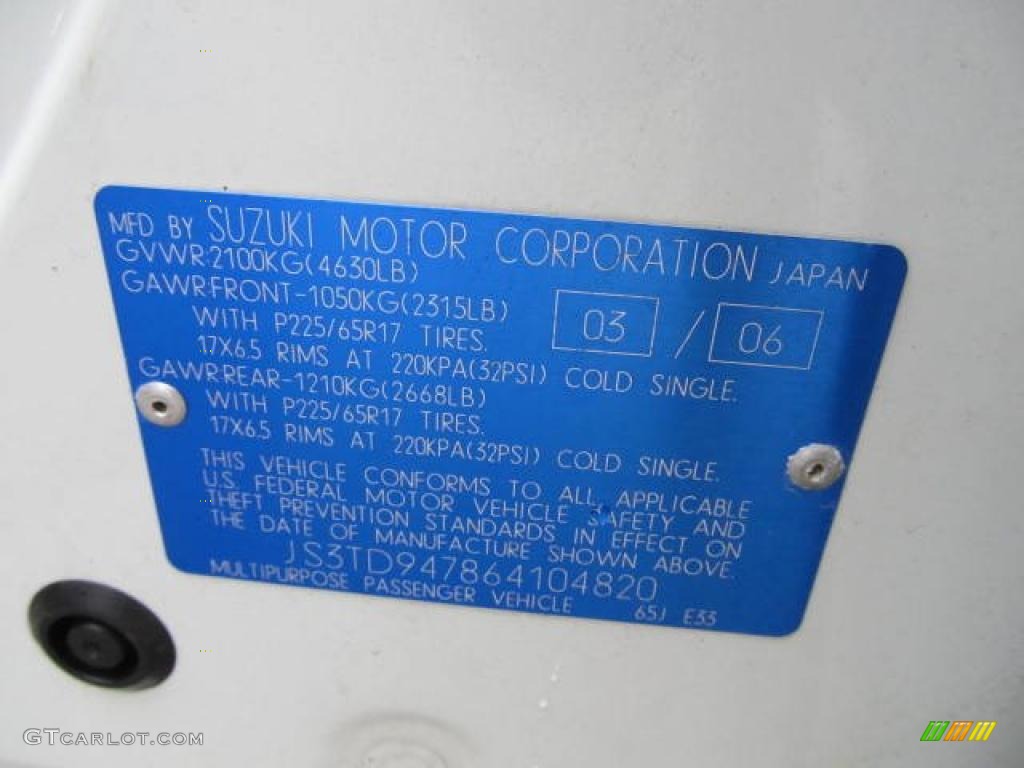 MFD BY SUZUKI MOTOR CORPORATION JAPAN
GVWR:2100KG(4630LB)
GAWR:FRONT-1050KG(2315LB)
WITH P225/65R17 TIRES.
17X6.5 RIMS AT 220KPA(32PSI) COLD SINGLE.
03 / 06
GAWR:REAR-1210KG(2668LB)
WITH P225/65R17 TIRES.
17X6.5 RIMS AT 220KPA(32PSI) COLD SINGLE.
THIS VEHICLE CONFORMS TO ALL APPLICABLE
U.S. FEDERAL MOTOR VEHICLE SAFETY AND
THEFT PREVENTION STANDARDS IN EFFECT ON
THE DATE OF MANUFACTURE SHOWN ABOVE.
JS3TD947864104820
MULTIPURPOSE PASSENGER VEHICLE 65J E33
GTCARLOT.COM